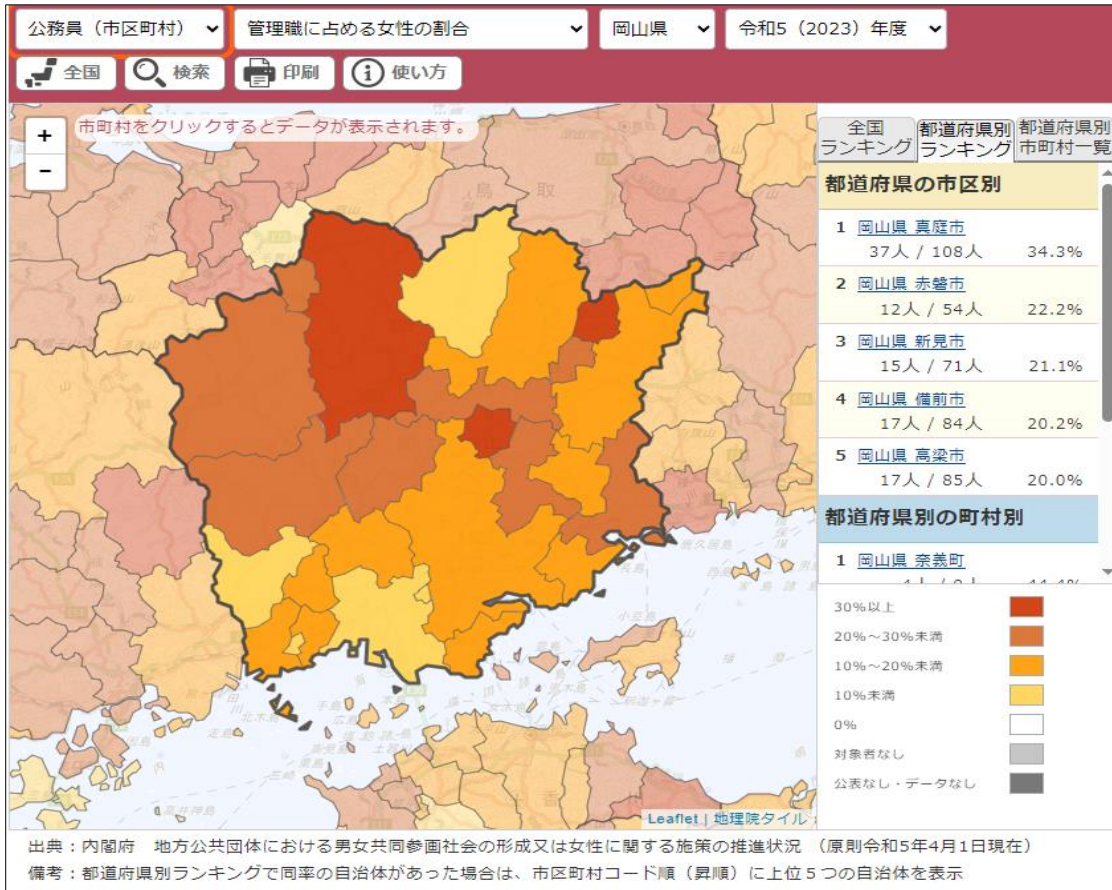 公務員（市区町村） 管理職に占める女性の割合 岡山県 令和5（2023）年度
全国 検索 印刷 使い方
+
−
市町村をクリックするとデータが表示されます。
鳥 取
小豆島
北木島
手島
広島
走島
高井神島
Leaflet | 地理院タイル
全国ランキング 都道府県別ランキング 都道府県別市町村一覧
都道府県の市区別
1 岡山県 真庭市
37人 / 108人 34.3%
2 岡山県 赤磐市
12人 / 54人 22.2%
3 岡山県 新見市
15人 / 71人 21.1%
4 岡山県 備前市
17人 / 84人 20.2%
5 岡山県 高梁市
17人 / 85人 20.0%
都道府県別の町村別
1 岡山県 奈義町
30%以上
20%～30%未満
10%～20%未満
10%未満
0%
対象者なし
公表なし・データなし
出典：内閣府 地方公共団体における男女共同参画社会の形成又は女性に関する施策の推進状況 （原則令和5年4月1日現在）
備考：都道府県別ランキングで同率の自治体があった場合は、市区町村コード順（昇順）に上位５つの自治体を表示